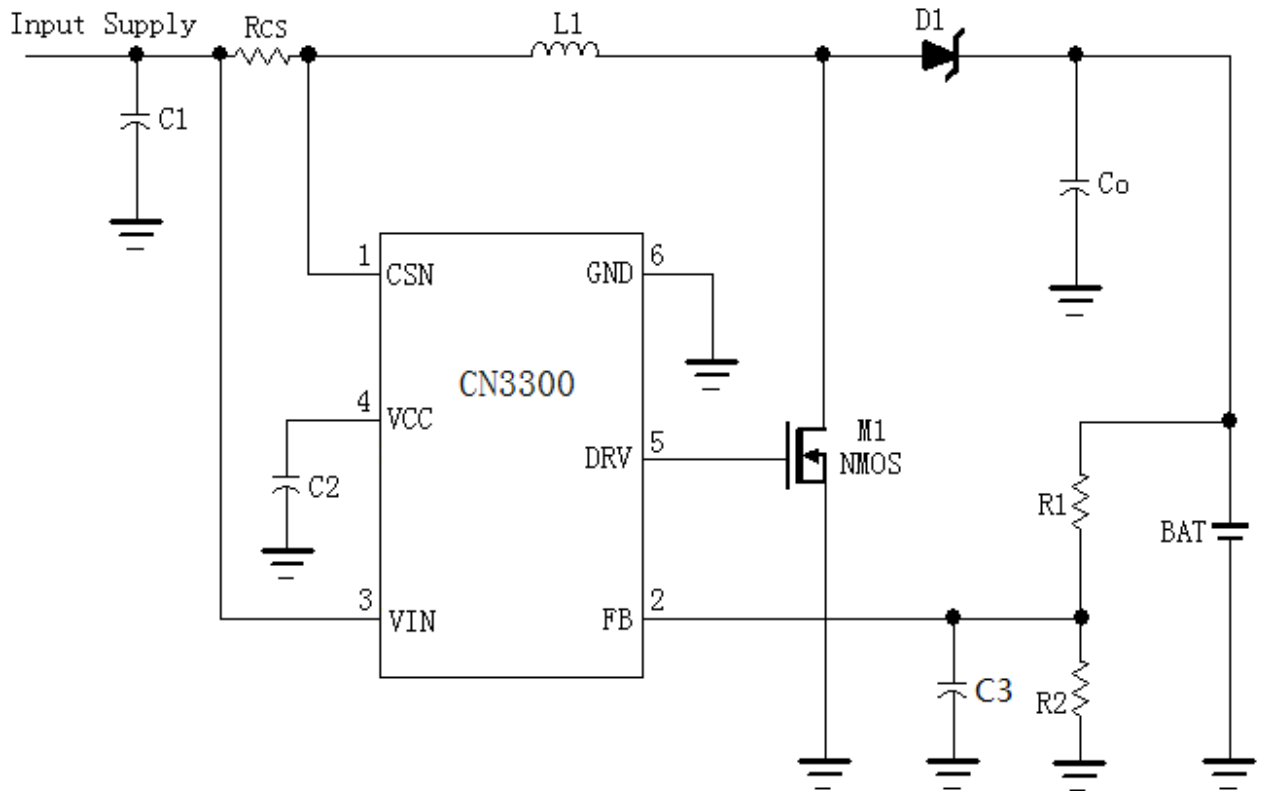 Input Supply
RCS
L1
D1
C1
Co
1
CSN
GND
6
CN3300
4
VCC
C2
DRV
5
M1
NMOS
R1
BAT
3
VIN
FB
2
C3
R2